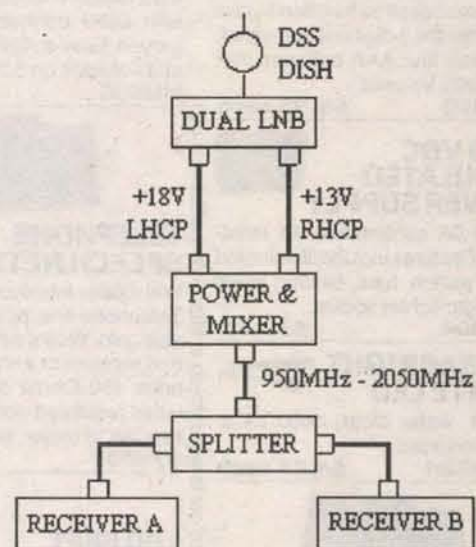 DSS
DISH
DUAL LNB
+18V
LHCP
+13V
RHCP
POWER &
MIXER
950MHz - 2050MHz
SPLITTER
RECEIVER A
RECEIVER B